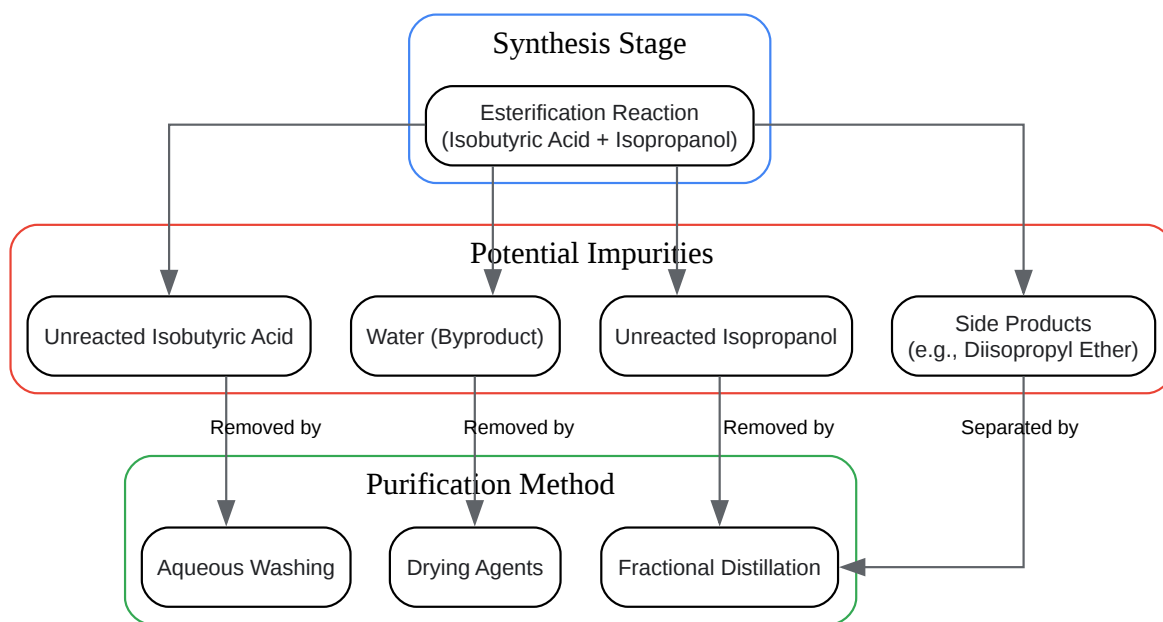 Synthesis Stage
Esterification Reaction
(Isobutyric Acid + Isopropanol)
Potential Impurities
Unreacted Isobutyric Acid
Water (Byproduct)
Unreacted Isopropanol
Side Products
(e.g., Diisopropyl Ether)
Removed by
Removed by
Removed by
Separated by
Purification Method
Aqueous Washing
Drying Agents
Fractional Distillation